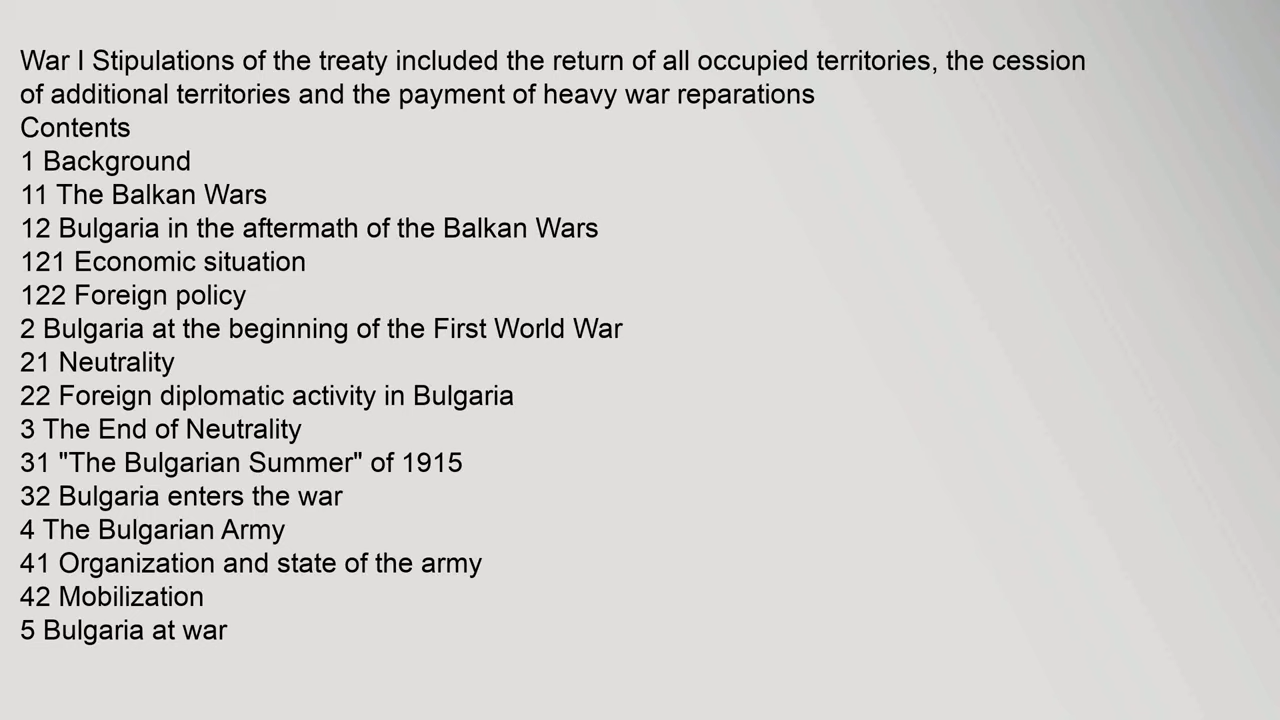 War I Stipulations of the treaty included the return of all occupied territories, the cession
of additional territories and the payment of heavy war reparations
Contents
1 Background
11 The Balkan Wars
12 Bulgaria in the aftermath of the Balkan Wars
121 Economic situation
122 Foreign policy
2 Bulgaria at the beginning of the First World War
21 Neutrality
22 Foreign diplomatic activity in Bulgaria
3 The End of Neutrality
31 "The Bulgarian Summer" of 1915
32 Bulgaria enters the war
4 The Bulgarian Army
41 Organization and state of the army
42 Mobilization
5 Bulgaria at war